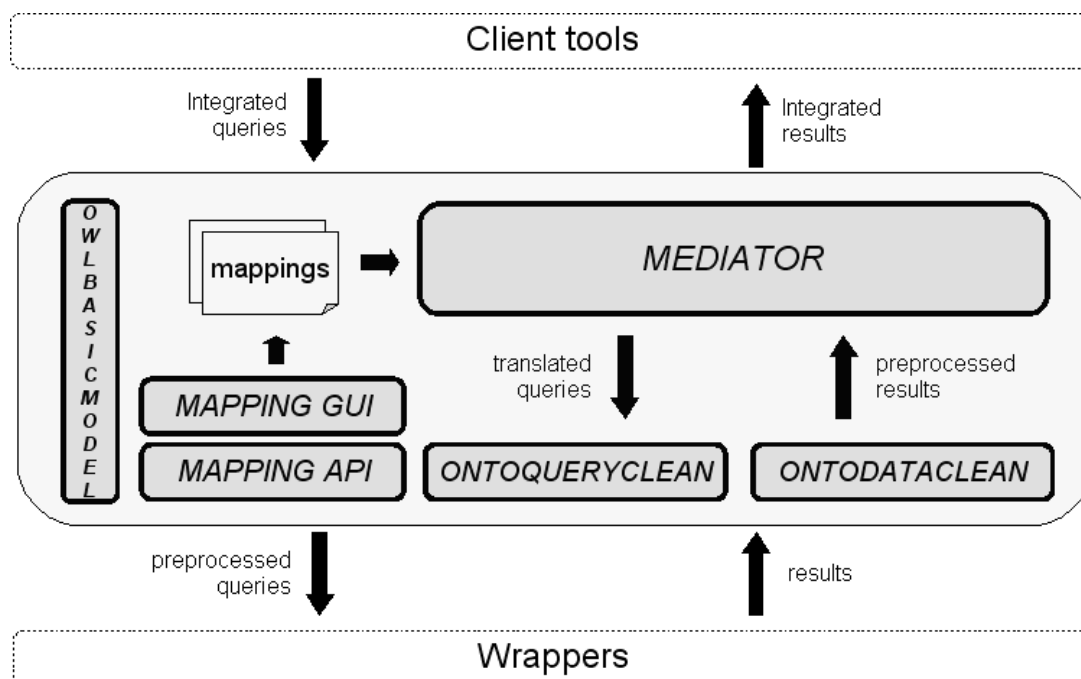 Client tools
Integrated
queries
Integrated
results
OWLBASICMODEL
mappings
MEDIATOR
translated
queries
preprocessed
results
MAPPING GUI
MAPPING API
ONTOQUERYCLEAN
ONTODATACLEAN
preprocessed
queries
results
Wrappers